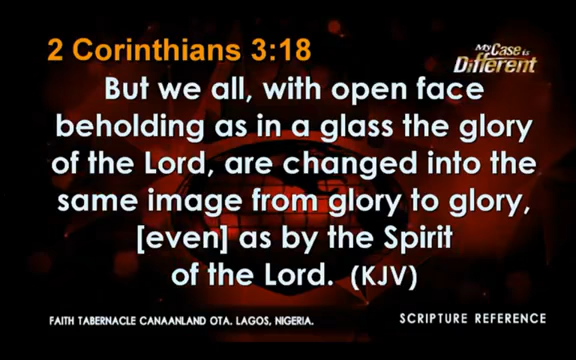 2 Corinthians 3:18
My Case is
Different
But we all, with open face
beholding as in a glass the glory
of the Lord, are changed into the
same image from glory to glory,
[even] as by the Spirit
of the Lord. (KJV)
FAITH TABERNACLE CANAANLAND OTA. LAGOS, NIGERIA.
SCRIPTURE REFERENCE